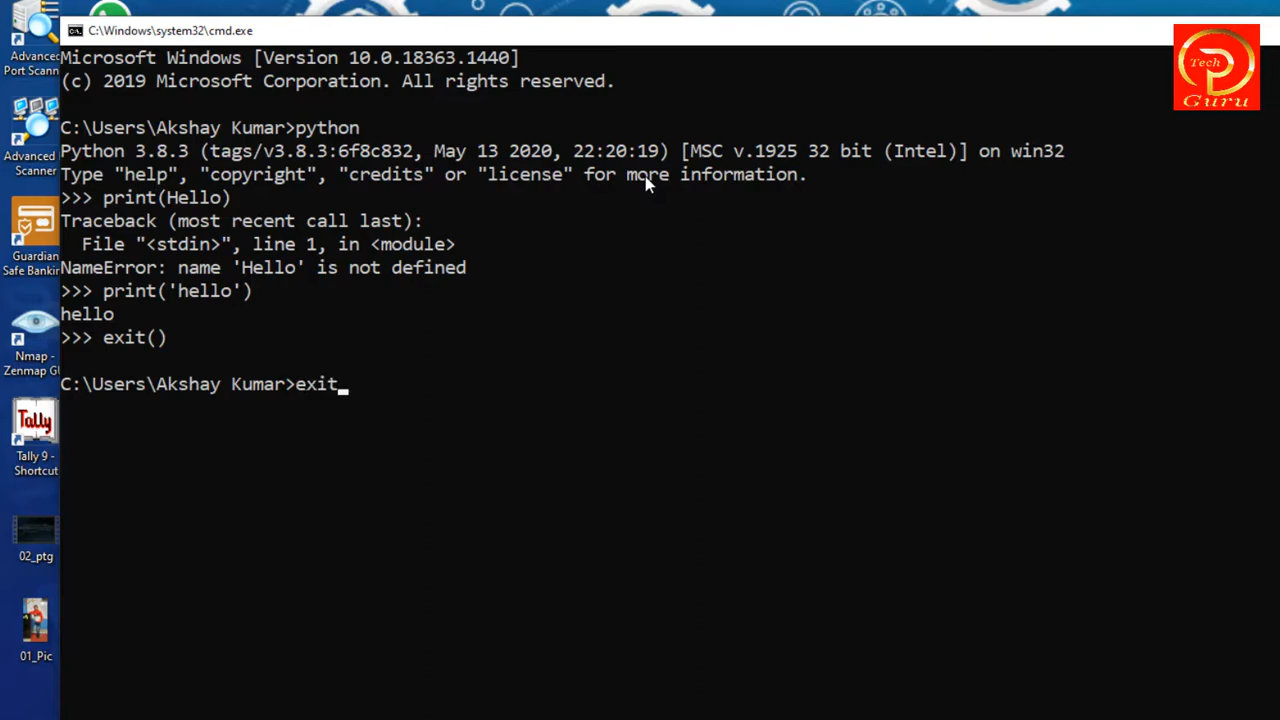 C:\Windows\system32\cmd.exe
Microsoft Windows [Version 10.0.18363.1440]
(c) 2019 Microsoft Corporation. All rights reserved.
C:\Users\Akshay Kumar>python
Python 3.8.3 (tags/v3.8.3:6f8c832, May 13 2020, 22:20:19) [MSC v.1925 32 bit (Intel)] on win32
Type "help", "copyright", "credits" or "license" for more information.
>>> print(Hello)
Traceback (most recent call last):
  File "<stdin>", line 1, in <module>
NameError: name 'Hello' is not defined
>>> print('hello')
hello
>>> exit()
C:\Users\Akshay Kumar>exit
Advanced
Port Scann
Advanced
Scanner
Guardian
Safe Bankin
Nmap -
Zenmap GU
Tally
Tally 9 -
Shortcut
02_ptg
01_Pic
Tech
Guru